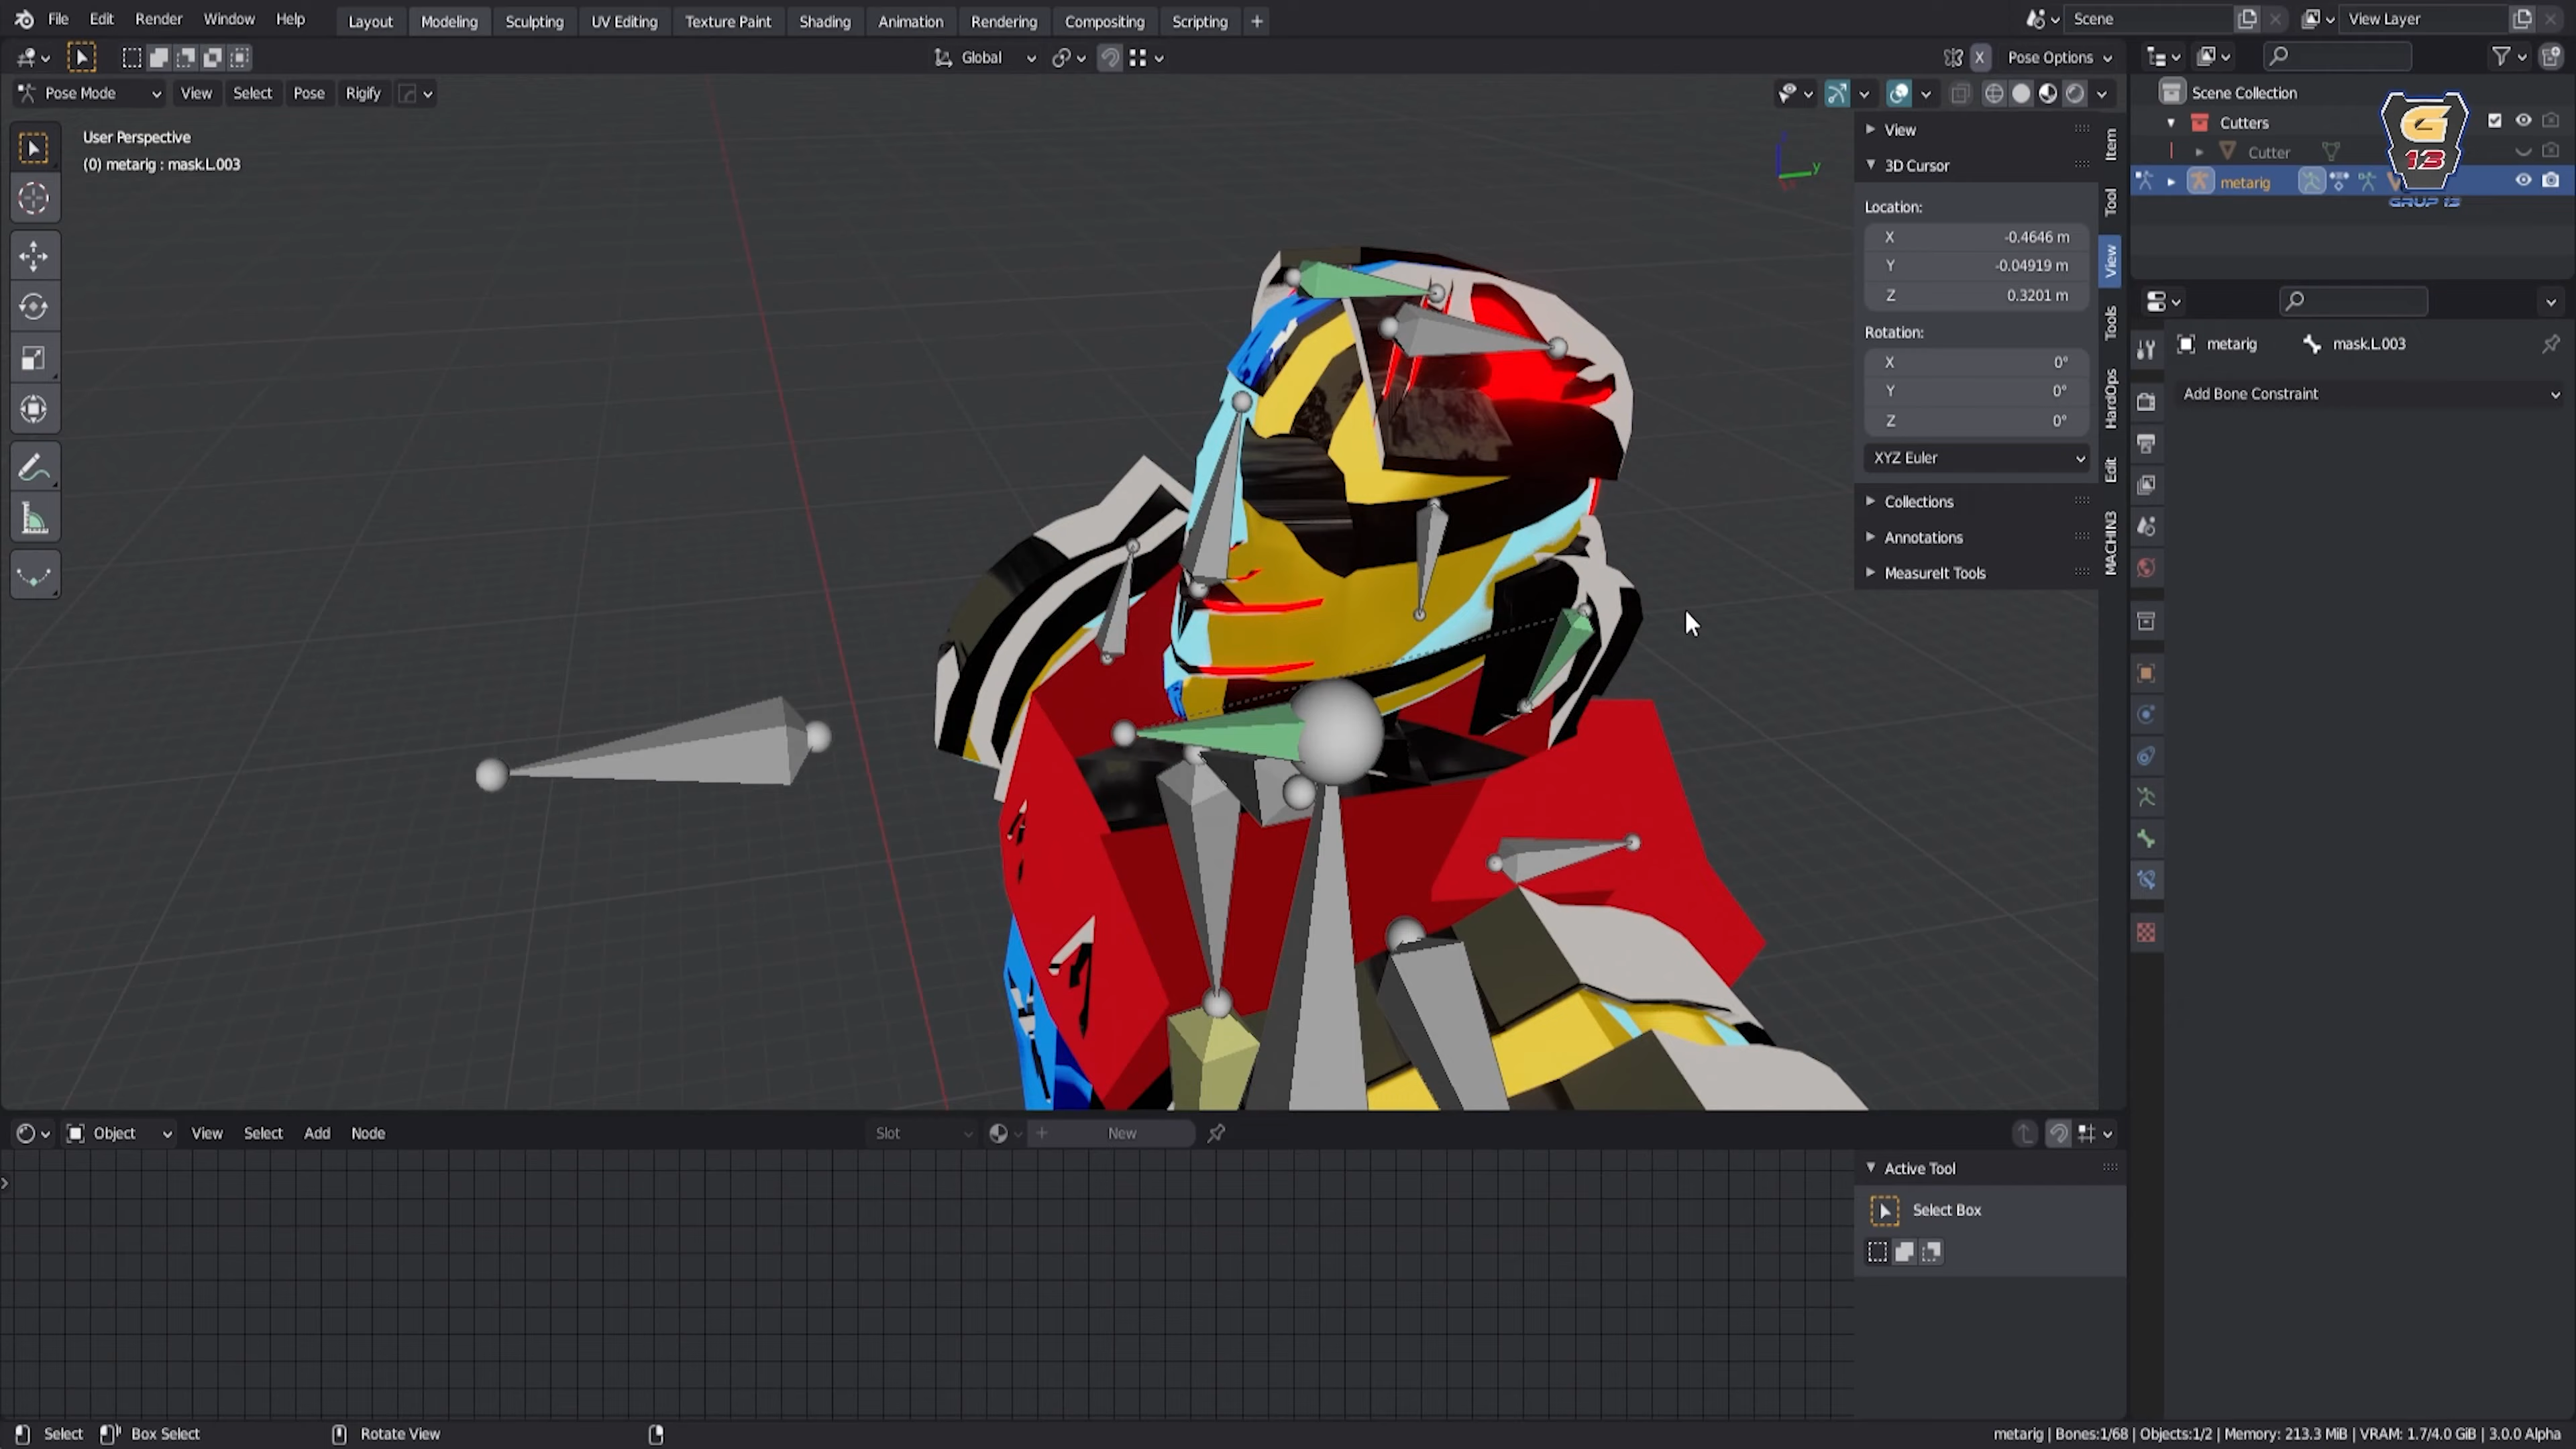 File Edit Render Window Help Layout Modeling Sculpting UV Editing Texture Paint Shading Animation Rendering Compositing Scripting + Scene View Layer
Global X Pose Options
Pose Mode View Select Pose Rigify
User Perspective
(0) metarig : mask.L.003
View
3D Cursor
Location:
X -0.4646 m
Y -0.04919 m
Z 0.3201 m
Rotation:
X 0°
Y 0°
Z 0°
XYZ Euler
Collections
Annotations
MeasureIt Tools
Item
Tool
View
Tools
HardOps
Edit
MACHIN3
y
Scene Collection
Cutters
Cutter
metarig
G
13
GRUP 13
metarig mask.L.003
Add Bone Constraint
Object View Select Add Node Slot New
Active Tool
Select Box
Select Box Select Rotate View
metarig | Bones:1/68 | Objects:1/2 | Memory: 213.3 MiB | VRAM: 1.7/4.0 GiB | 3.0.0 Alpha